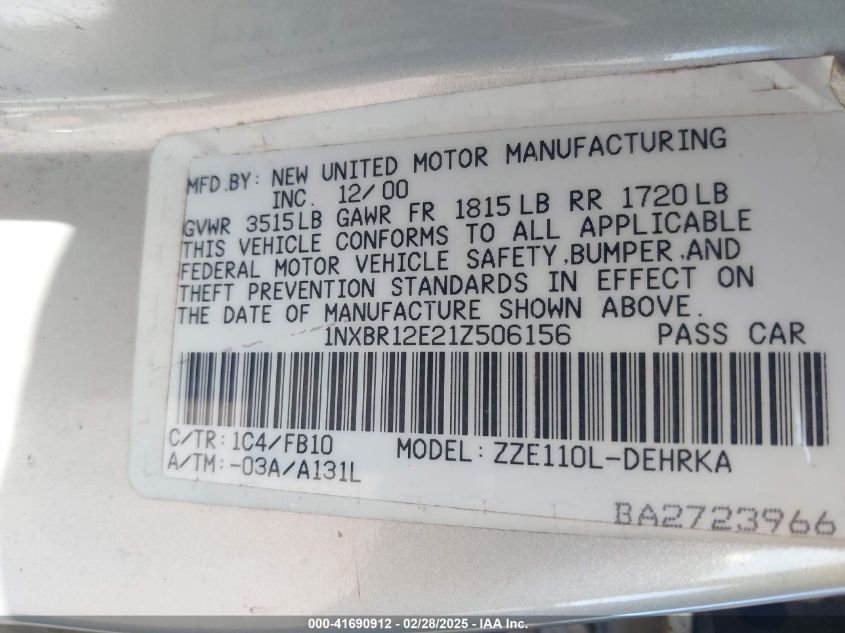 MFD.BY: NEW UNITED MOTOR MANUFACTURING
INC. 12/00
GVWR 3515LB GAWR FR 1815LB RR 1720LB
THIS VEHICLE CONFORMS TO ALL APPLICABLE
FEDERAL MOTOR VEHICLE SAFETY,BUMPER,AND
THEFT PREVENTION STANDARDS IN EFFECT ON
THE DATE OF MANUFACTURE SHOWN ABOVE.
1NXBR12E21Z506156 PASS CAR
C/TR: 1C4/FB10 MODEL: ZZE110L-DEHRKA
A/TM:-03A/A131L
BA2723966
000-41690912 - 02/28/2025 - IAA Inc.